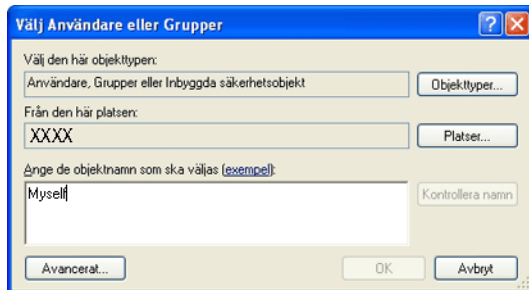 Välj Användare eller Grupper
Välj den här objekttypen:
Användare, Grupper eller Inbyggda säkerhetsobjekt
Objekttyper...
Från den här platsen:
XXXX
Platser...
Ange de objektnamn som ska väljas (exempel):
Myself
Kontrollera namn
Avancerat...
OK
Avbryt